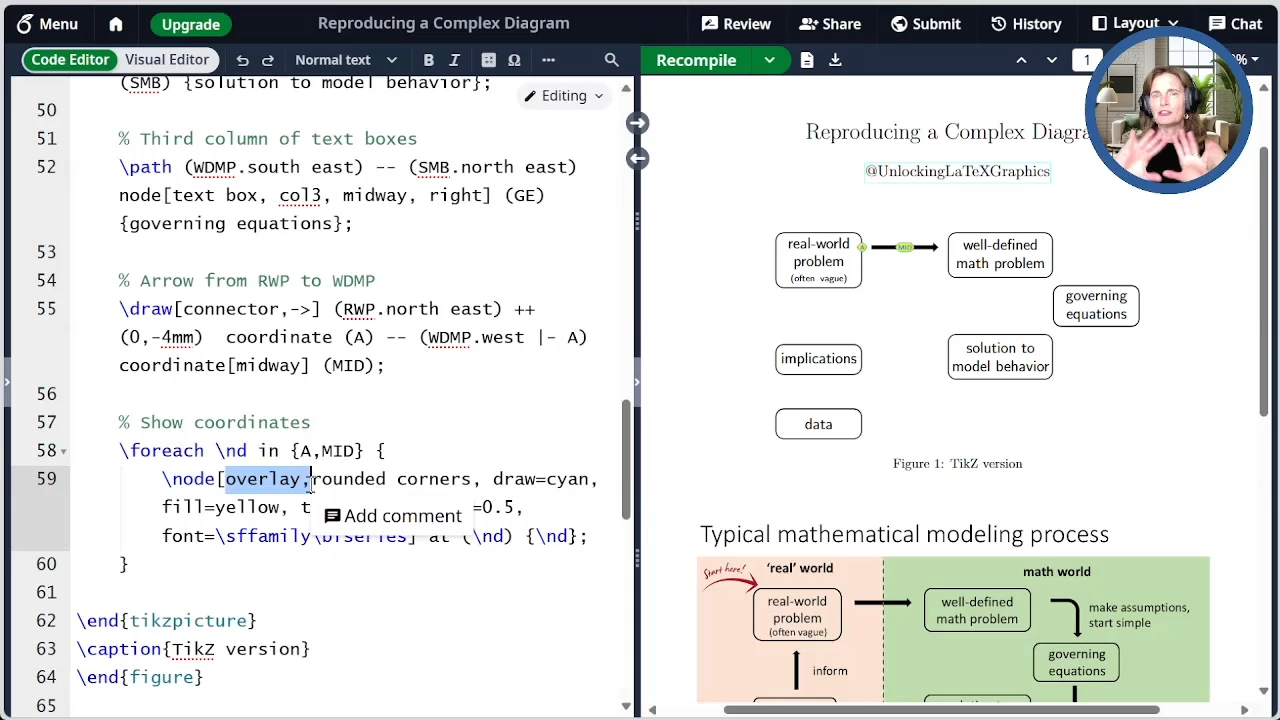 Menu
Upgrade
Reproducing a Complex Diagram
Review
Share
Submit
History
Layout
Chat
Code Editor
Visual Editor
Normal text
B
I
Ω
Recompile
1
%
Editing
(SMB) {solution to model behavior};
50
51 % Third column of text boxes
52 \path (WDMP.south east) -- (SMB.north east)
node[text box, col3, midway, right] (GE)
{governing equations};
53
54 % Arrow from RWP to WDMP
55 \draw[connector,->] (RWP.north east) ++
(0,-4mm)  coordinate (A) -- (WDMP.west |- A)
coordinate[midway] (MID);
56
57 % Show coordinates
58 \foreach \nd in {A,MID} {
59 \node[overlay,rounded corners, draw=cyan,
fill=yellow, t =0.5,
Add comment
font=\sffamily\bfseries] at (\nd) {\nd};
60 }
61
62 \end{tikzpicture}
63 \caption{TikZ version}
64 \end{figure}
65
Reproducing a Complex Diagra
@UnlockingLaTeXGraphics
real-world
problem
(often vague)
A
MID
well-defined
math problem
governing
equations
implications
solution to
model behavior
data
Figure 1: TikZ version
Typical mathematical modeling process
Start here!
'real' world
math world
real-world
problem
(often vague)
well-defined
math problem
make assumptions,
start simple
governing
equations
inform